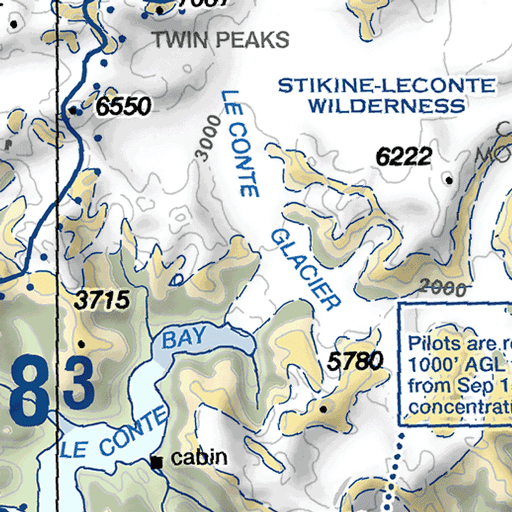 TWIN PEAKS
STIKINE-LECONTE
WILDERNESS
6550
LE CONTE
3000
6222
GLACIER
2000
3715
BAY
Pilots are
1000' AGL
from Sep 1
concentrat
5780
83
LE CONTE
cabin